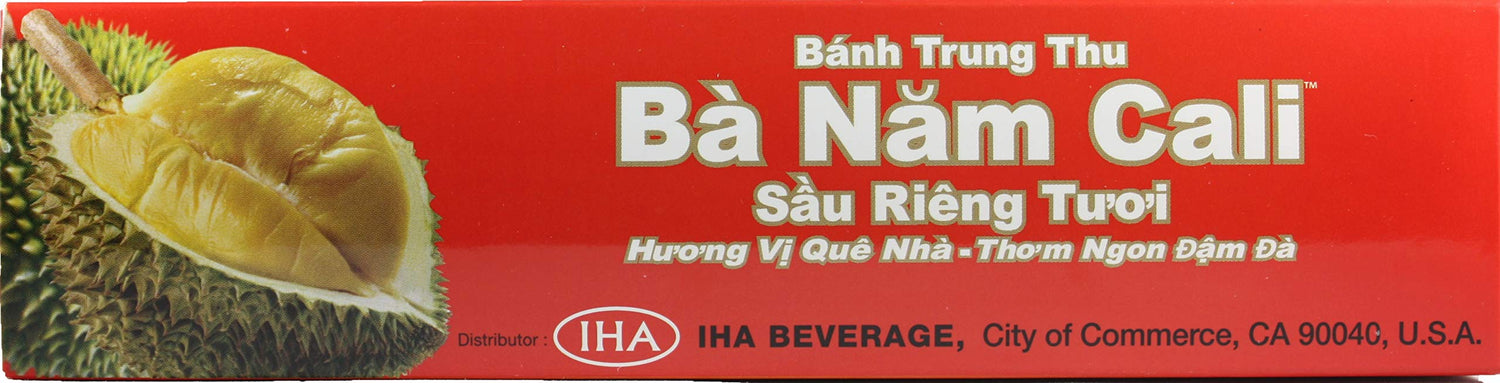 Bánh Trung Thu
Bà Năm Cali™
Sầu Riêng Tươi
Hương Vị Quê Nhà - Thơm Ngon Đậm Đà
Distributor : IHA IHA BEVERAGE, City of Commerce, CA 90040, U.S.A.